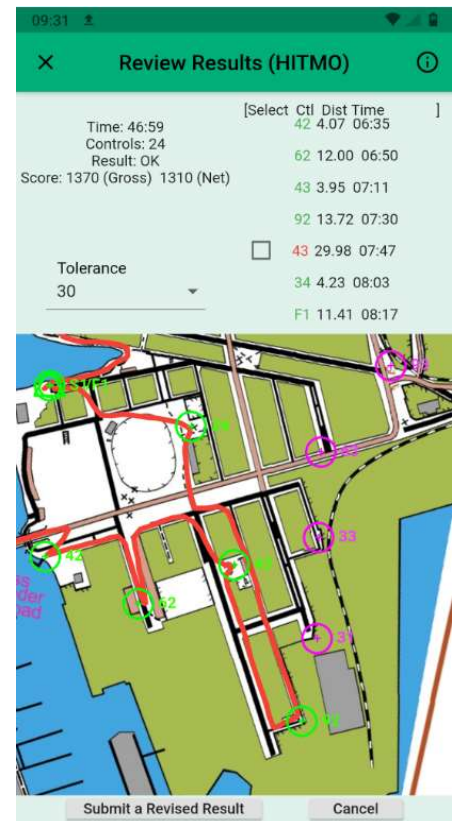 09:31
Review Results (HITMO)
[Select Ctl Dist Time ]
Time: 46:59
Controls: 24
Result: OK
Score: 1370 (Gross) 1310 (Net)
42 4.07 06:35
62 12.00 06:50
43 3.95 07:11
92 13.72 07:30
43 29.98 07:47
34 4.23 08:03
F1 11.41 08:17
Tolerance
30
S1/F1
34
33
42
43
62
31
92
Submit a Revised Result
Cancel